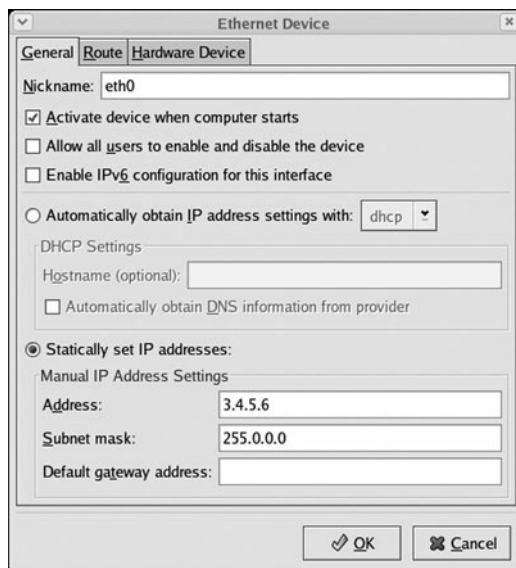 Ethernet Device
General Route Hardware Device
Nickname: eth0
Activate device when computer starts
Allow all users to enable and disable the device
Enable IPv6 configuration for this interface
Automatically obtain IP address settings with: dhcp
DHCP Settings
Hostname (optional):
Automatically obtain DNS information from provider
Statically set IP addresses:
Manual IP Address Settings
Address: 3.4.5.6
Subnet mask: 255.0.0.0
Default gateway address:
OK Cancel